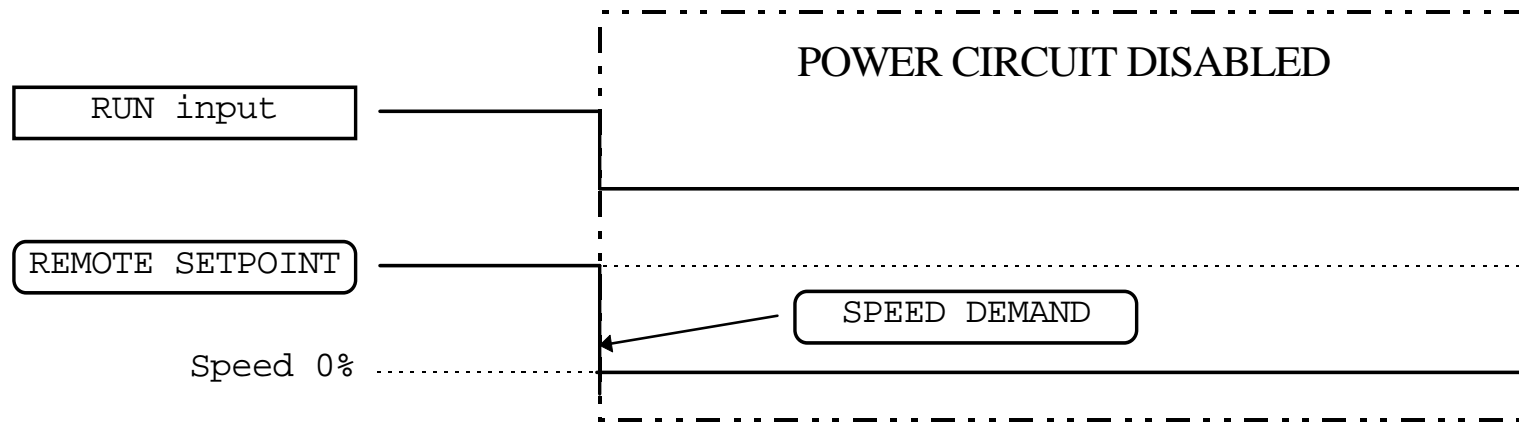 POWER CIRCUIT DISABLED
RUN input
REMOTE SETPOINT
SPEED DEMAND
Speed 0%